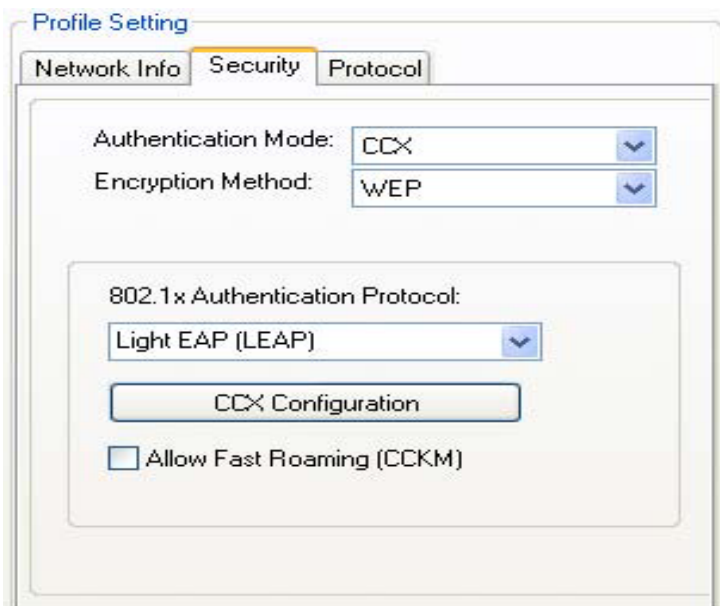 Profile Setting
Network Info Security Protocol
Authentication Mode: CCX
Encryption Method: WEP
802.1x Authentication Protocol:
Light EAP (LEAP)
CCX Configuration
Allow Fast Roaming (CCKM)